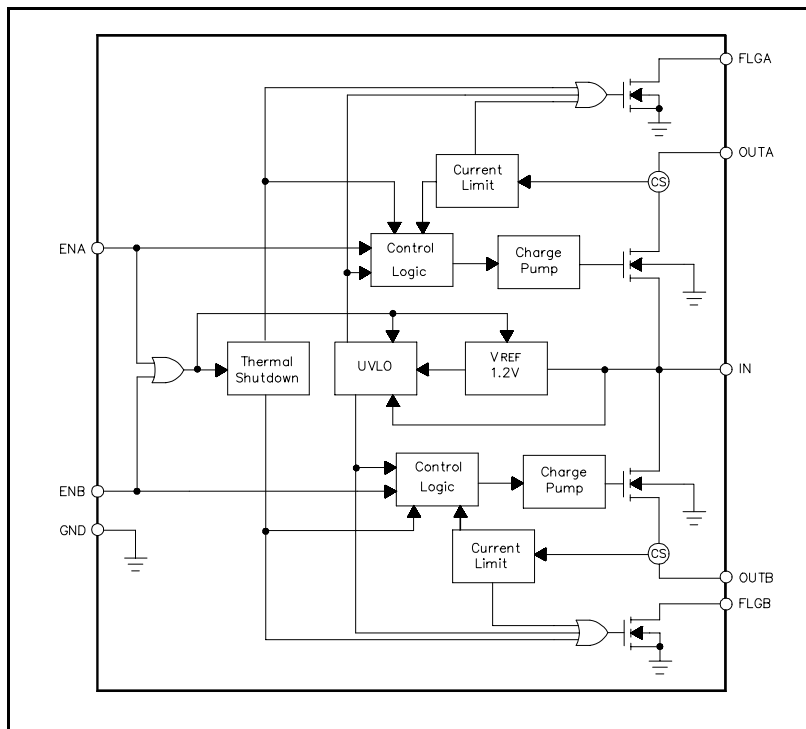 FLGA
OUTA
Current
Limit
CS
ENA
Control
Logic
Charge
Pump
Thermal
Shutdown
UVLO
VREF
1.2V
IN
Control
Logic
Charge
Pump
ENB
GND
Current
Limit
CS
OUTB
FLGB